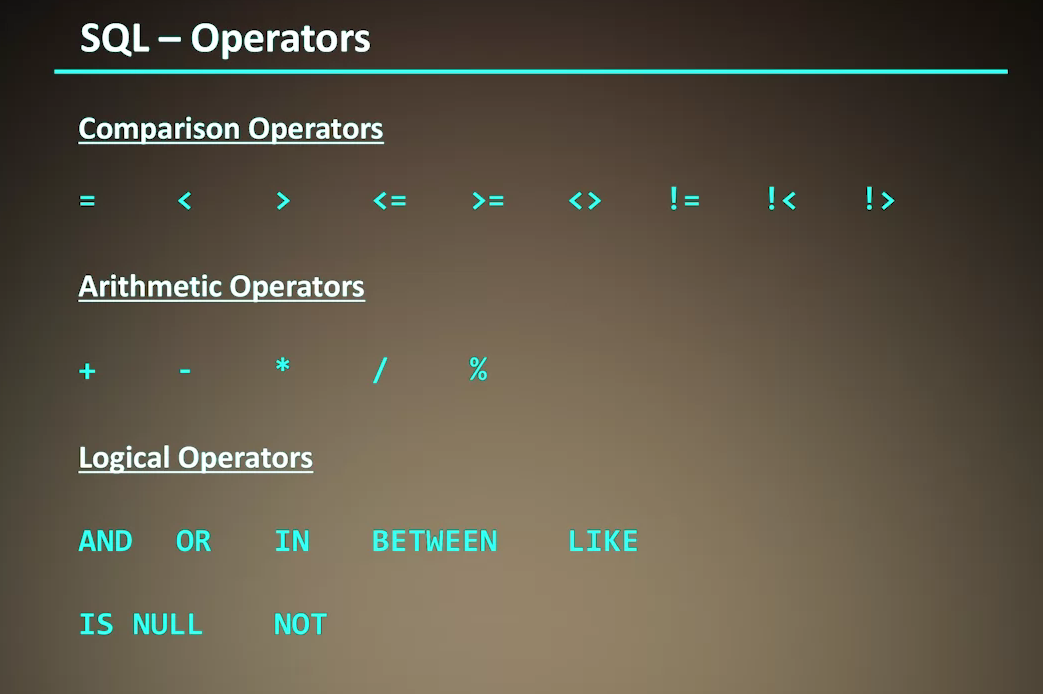 SQL – Operators
Comparison Operators
= < > <= >= <> != !< !>
Arithmetic Operators
+ - * / %
Logical Operators
AND OR IN BETWEEN LIKE
IS NULL NOT